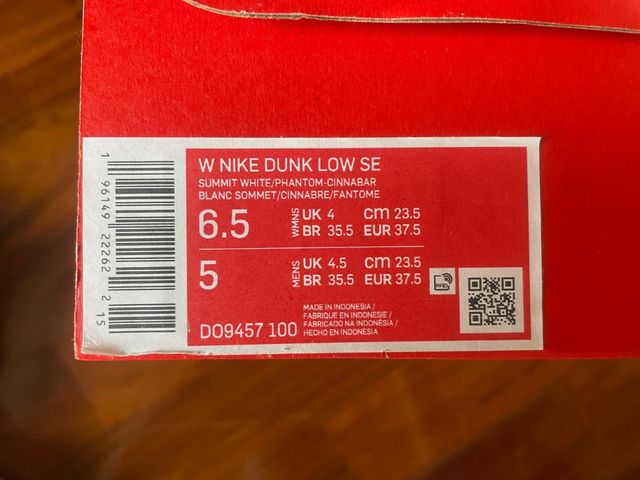 W NIKE DUNK LOW SE
SUMMIT WHITE/PHANTOM-CINNABAR
BLANC SOMMET/CINNABRE/FANTOME
6.5 WMNS UK 4 CM 23.5
BR 35.5 EUR 37.5
5 MENS UK 4.5 CM 23.5
BR 35.5 EUR 37.5
RFID
MADE IN INDONESIA /
FABRIQUE EN INDONESIE /
FABRICADO NA INDONÉSIA /
HECHO EN INDONESIA
DO9457 100
1 96149 22262 2 15